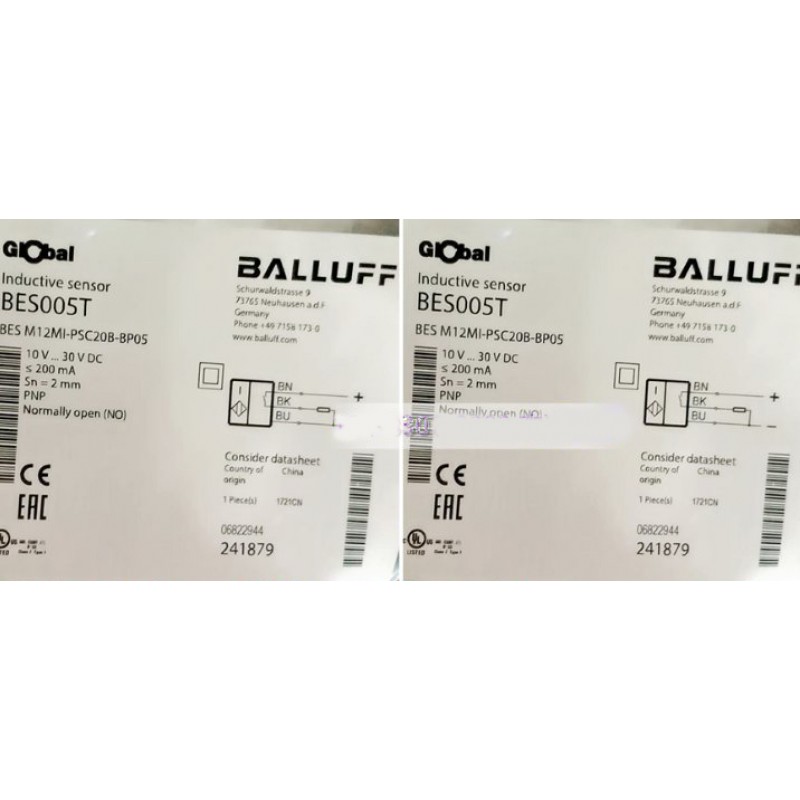 Global
Inductive sensor
BES005T
BES M12MI-PSC20B-BP05
10 V ... 30 V DC
≤ 200 mA
Sn = 2 mm
PNP
Normally open (NO)
BALLUFF
Schurwaldstrasse 9
73765 Neuhausen a.d.F
Germany
Phone +49 7158 173 0
www.balluff.com
BN
BK
BU
+
Consider datasheet
Country of origin China
1 Piece(s) 1721CN
CE
EAC
UL
LISTED
06822944
241879
Global
Inductive sensor
BES005T
BES M12MI-PSC20B-BP05
10 V ... 30 V DC
≤ 200 mA
Sn = 2 mm
PNP
Normally open (NO)
BALLUFF
Schurwaldstrasse 9
73765 Neuhausen a.d.F
Germany
Phone +49 7158 173 0
www.balluff.com
BN
BK
BU
+
−
Consider datasheet
Country of origin China
1 Piece(s) 1721CN
CE
EAC
UL
LISTED
06822944
241879